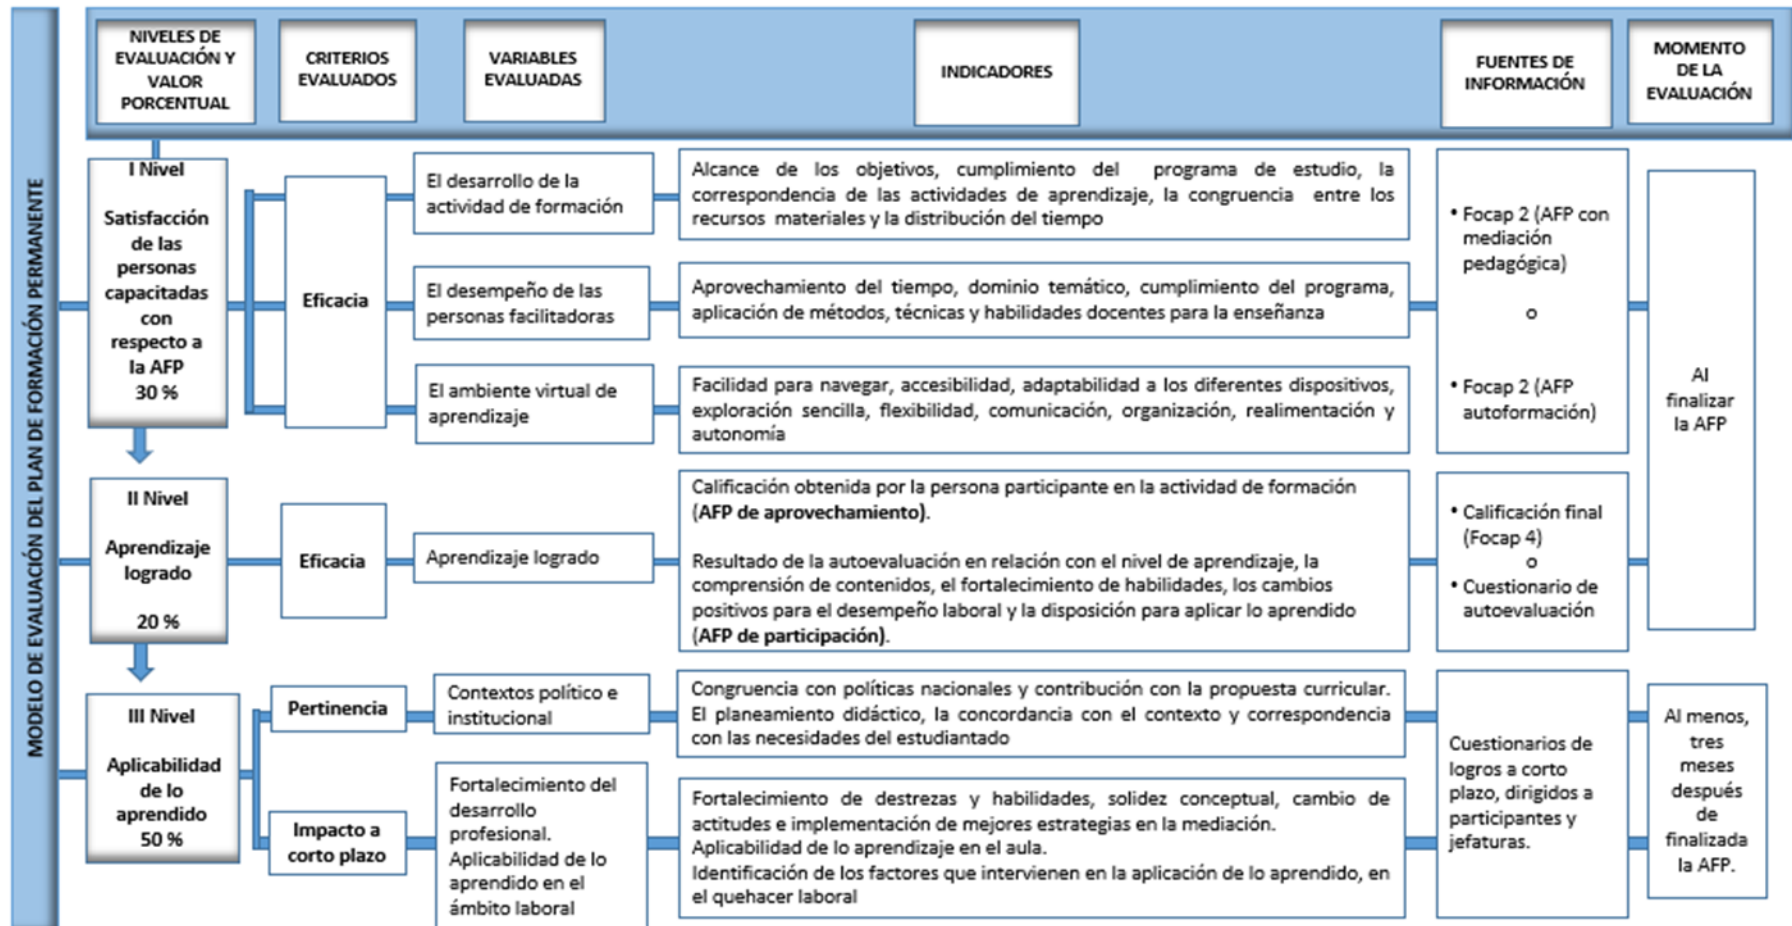 MODELO DE EVALUACIÓN DEL PLAN DE FORMACIÓN PERMANENTE
NIVELES DE
EVALUACIÓN Y
VALOR
PORCENTUAL
CRITERIOS
EVALUADOS
VARIABLES
EVALUADAS
INDICADORES
FUENTES DE
INFORMACIÓN
MOMENTO
DE LA
EVALUACIÓN
I Nivel
Satisfacción
de las
personas
capacitadas
con
respecto a
la AFP
30 %
Eficacia
El desarrollo de la
actividad de formación
Alcance de los objetivos, cumplimiento del programa de estudio, la
correspondencia de las actividades de aprendizaje, la congruencia entre los
recursos materiales y la distribución del tiempo
El desempeño de las
personas facilitadoras
Aprovechamiento del tiempo, dominio temático, cumplimiento del programa,
aplicación de métodos, técnicas y habilidades docentes para la enseñanza
El ambiente virtual de
aprendizaje
Facilidad para navegar, accesibilidad, adaptabilidad a los diferentes dispositivos,
exploración sencilla, flexibilidad, comunicación, organización, realimentación y
autonomía
• Focap 2 (AFP con
mediación
pedagógica)
o
• Focap 2 (AFP
autoformación)
Al
finalizar
la AFP
II Nivel
Aprendizaje
logrado
20 %
Eficacia
Aprendizaje logrado
Calificación obtenida por la persona participante en la actividad de formación
(AFP de aprovechamiento).
Resultado de la autoevaluación en relación con el nivel de aprendizaje, la
comprensión de contenidos, el fortalecimiento de habilidades, los cambios
positivos para el desempeño laboral y la disposición para aplicar lo aprendido
(AFP de participación).
• Calificación final
(Focap 4)
o
• Cuestionario de
autoevaluación
III Nivel
Aplicabilidad
de lo
aprendido
50 %
Pertinencia
Contextos político e
institucional
Congruencia con políticas nacionales y contribución con la propuesta curricular.
El planeamiento didáctico, la concordancia con el contexto y correspondencia
con las necesidades del estudiantado
Impacto a
corto plazo
Fortalecimiento del
desarrollo
profesional.
Aplicabilidad de lo
aprendido en el
ámbito laboral
Fortalecimiento de destrezas y habilidades, solidez conceptual, cambio de
actitudes e implementación de mejores estrategias en la mediación.
Aplicabilidad de lo aprendizaje en el aula.
Identificación de los factores que intervienen en la aplicación de lo aprendido, en
el quehacer laboral
Cuestionarios de
logros a corto
plazo, dirigidos a
participantes y
jefaturas.
Al menos,
tres
meses
después
de
finalizada
la AFP.